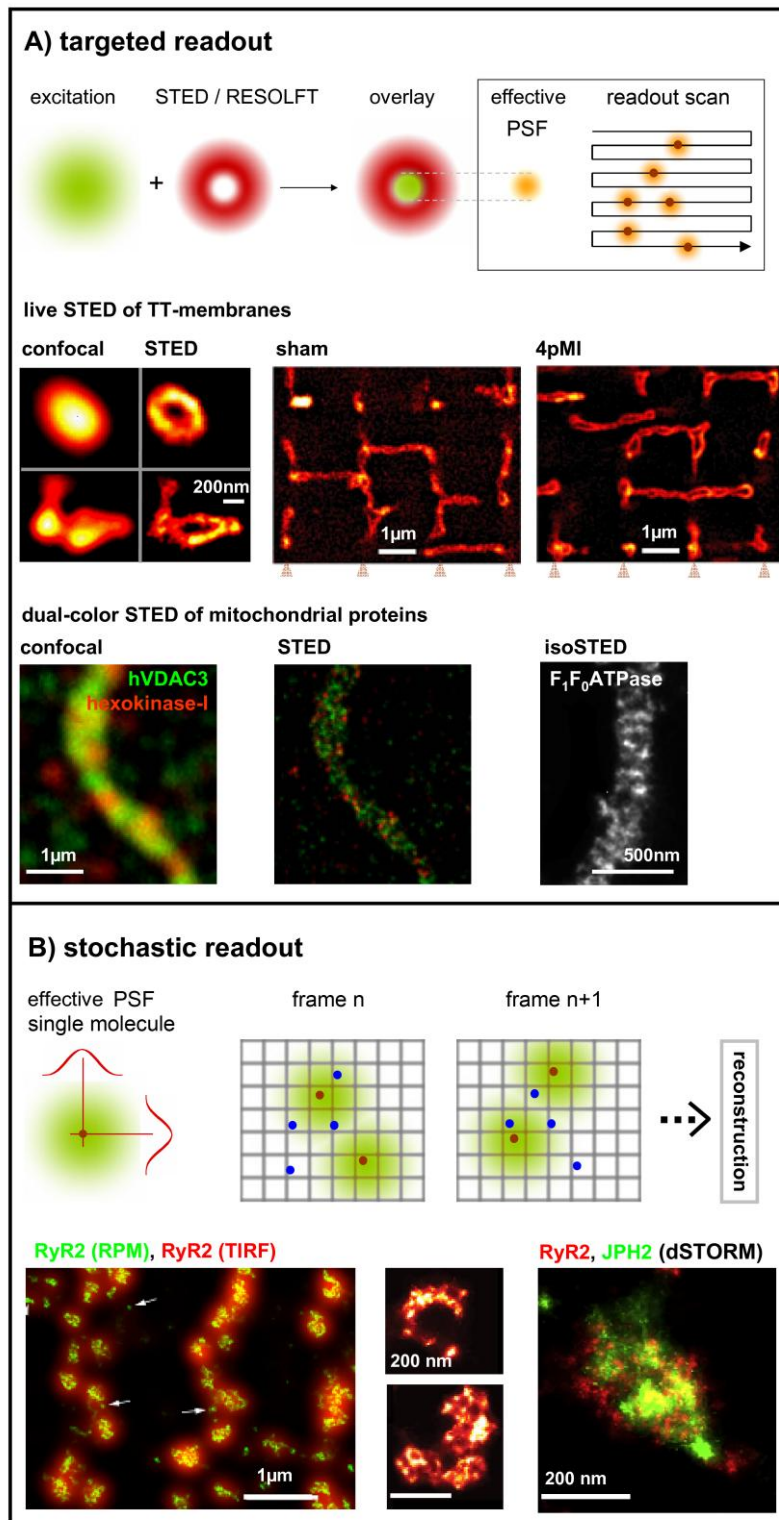 A) targeted readout
excitation
STED / RESOLFT
overlay
effective
PSF
readout scan
live STED of TT-membranes
confocal
STED
sham
4pMI
200nm
1µm
1µm
dual-color STED of mitochondrial proteins
confocal
STED
isoSTED
hVDAC3
hexokinase-I
F₁F₀ATPase
1µm
500nm
B) stochastic readout
effective PSF
single molecule
frame n
frame n+1
reconstruction
RyR2 (RPM), RyR2 (TIRF)
RyR2, JPH2 (dSTORM)
200 nm
1µm
200 nm